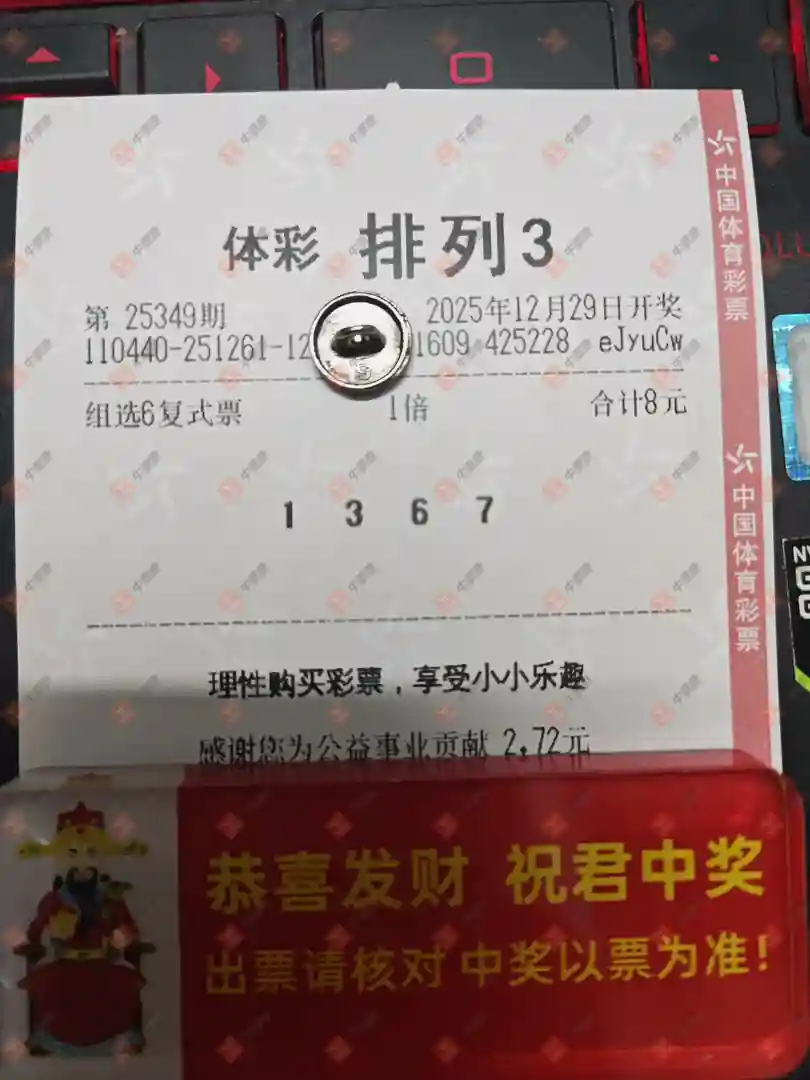 体彩 排列3
第 25349期 2025年12月29日开奖
110440-251261-12 1609 425228 eJyuCw
组选6复式票 1倍 合计8元
1 3 6 7
理性购买彩票，享受小小乐趣
感谢您为公益事业贡献 2.72元
中国体育彩票
中国体育彩票
恭喜发财 祝君中奖
出票请核对 中奖以票为准！